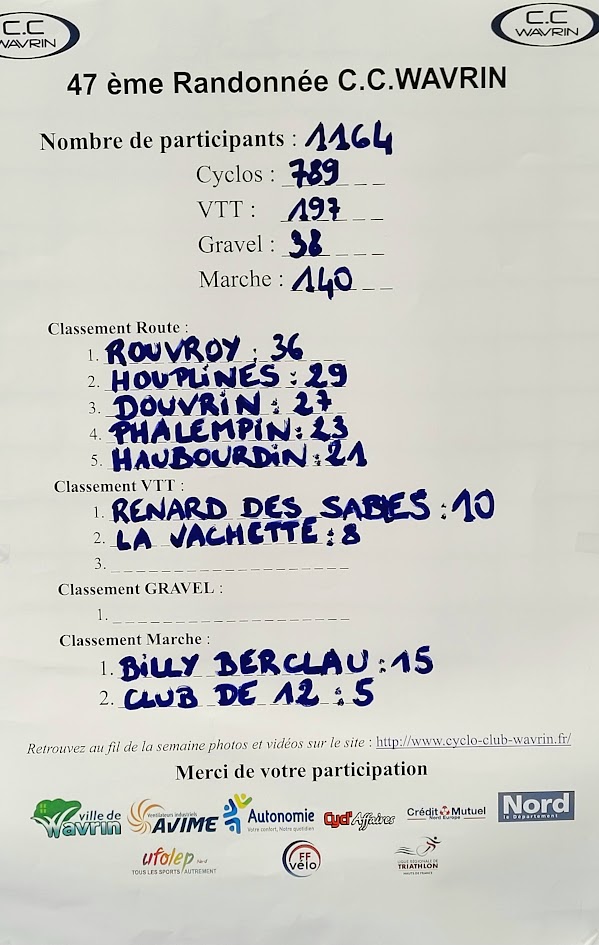 C.C WAVRIN
C.C WAVRIN
47 ème Randonnée C.C.WAVRIN
Nombre de participants : 1164
Cyclos : 789
VTT : 197
Gravel : 38
Marche : 140
Classement Route :
1. ROUVROY : 36
2. HOUPLINES : 29
3. DOUVRIN : 27
4. PHALEMPIN : 23
5. HAUBOURDIN : 21
Classement VTT :
1. RENARD DES SABLES : 10
2. LA VACHETTE : 8
3.
Classement GRAVEL :
1.
Classement Marche :
1. BILLY BERCLAU : 15
2. CLUB DE 12 : 5
Retrouvez au fil de la semaine photos et vidéos sur le site : http://www.cyclo-club-wavrin.fr/
Merci de votre participation
ville de Wavrin
Ventilateurs industriels AVIME
Autonomie
Votre confort, Notre quotidien
Cycl'Affaires
Crédit Mutuel
Nord Europe
Nord
le Département
ufolep Nord
TOUS LES SPORTS AUTREMENT
FF vélo
LIGUE RÉGIONALE DE
TRIATHLON
HAUTS DE FRANCE